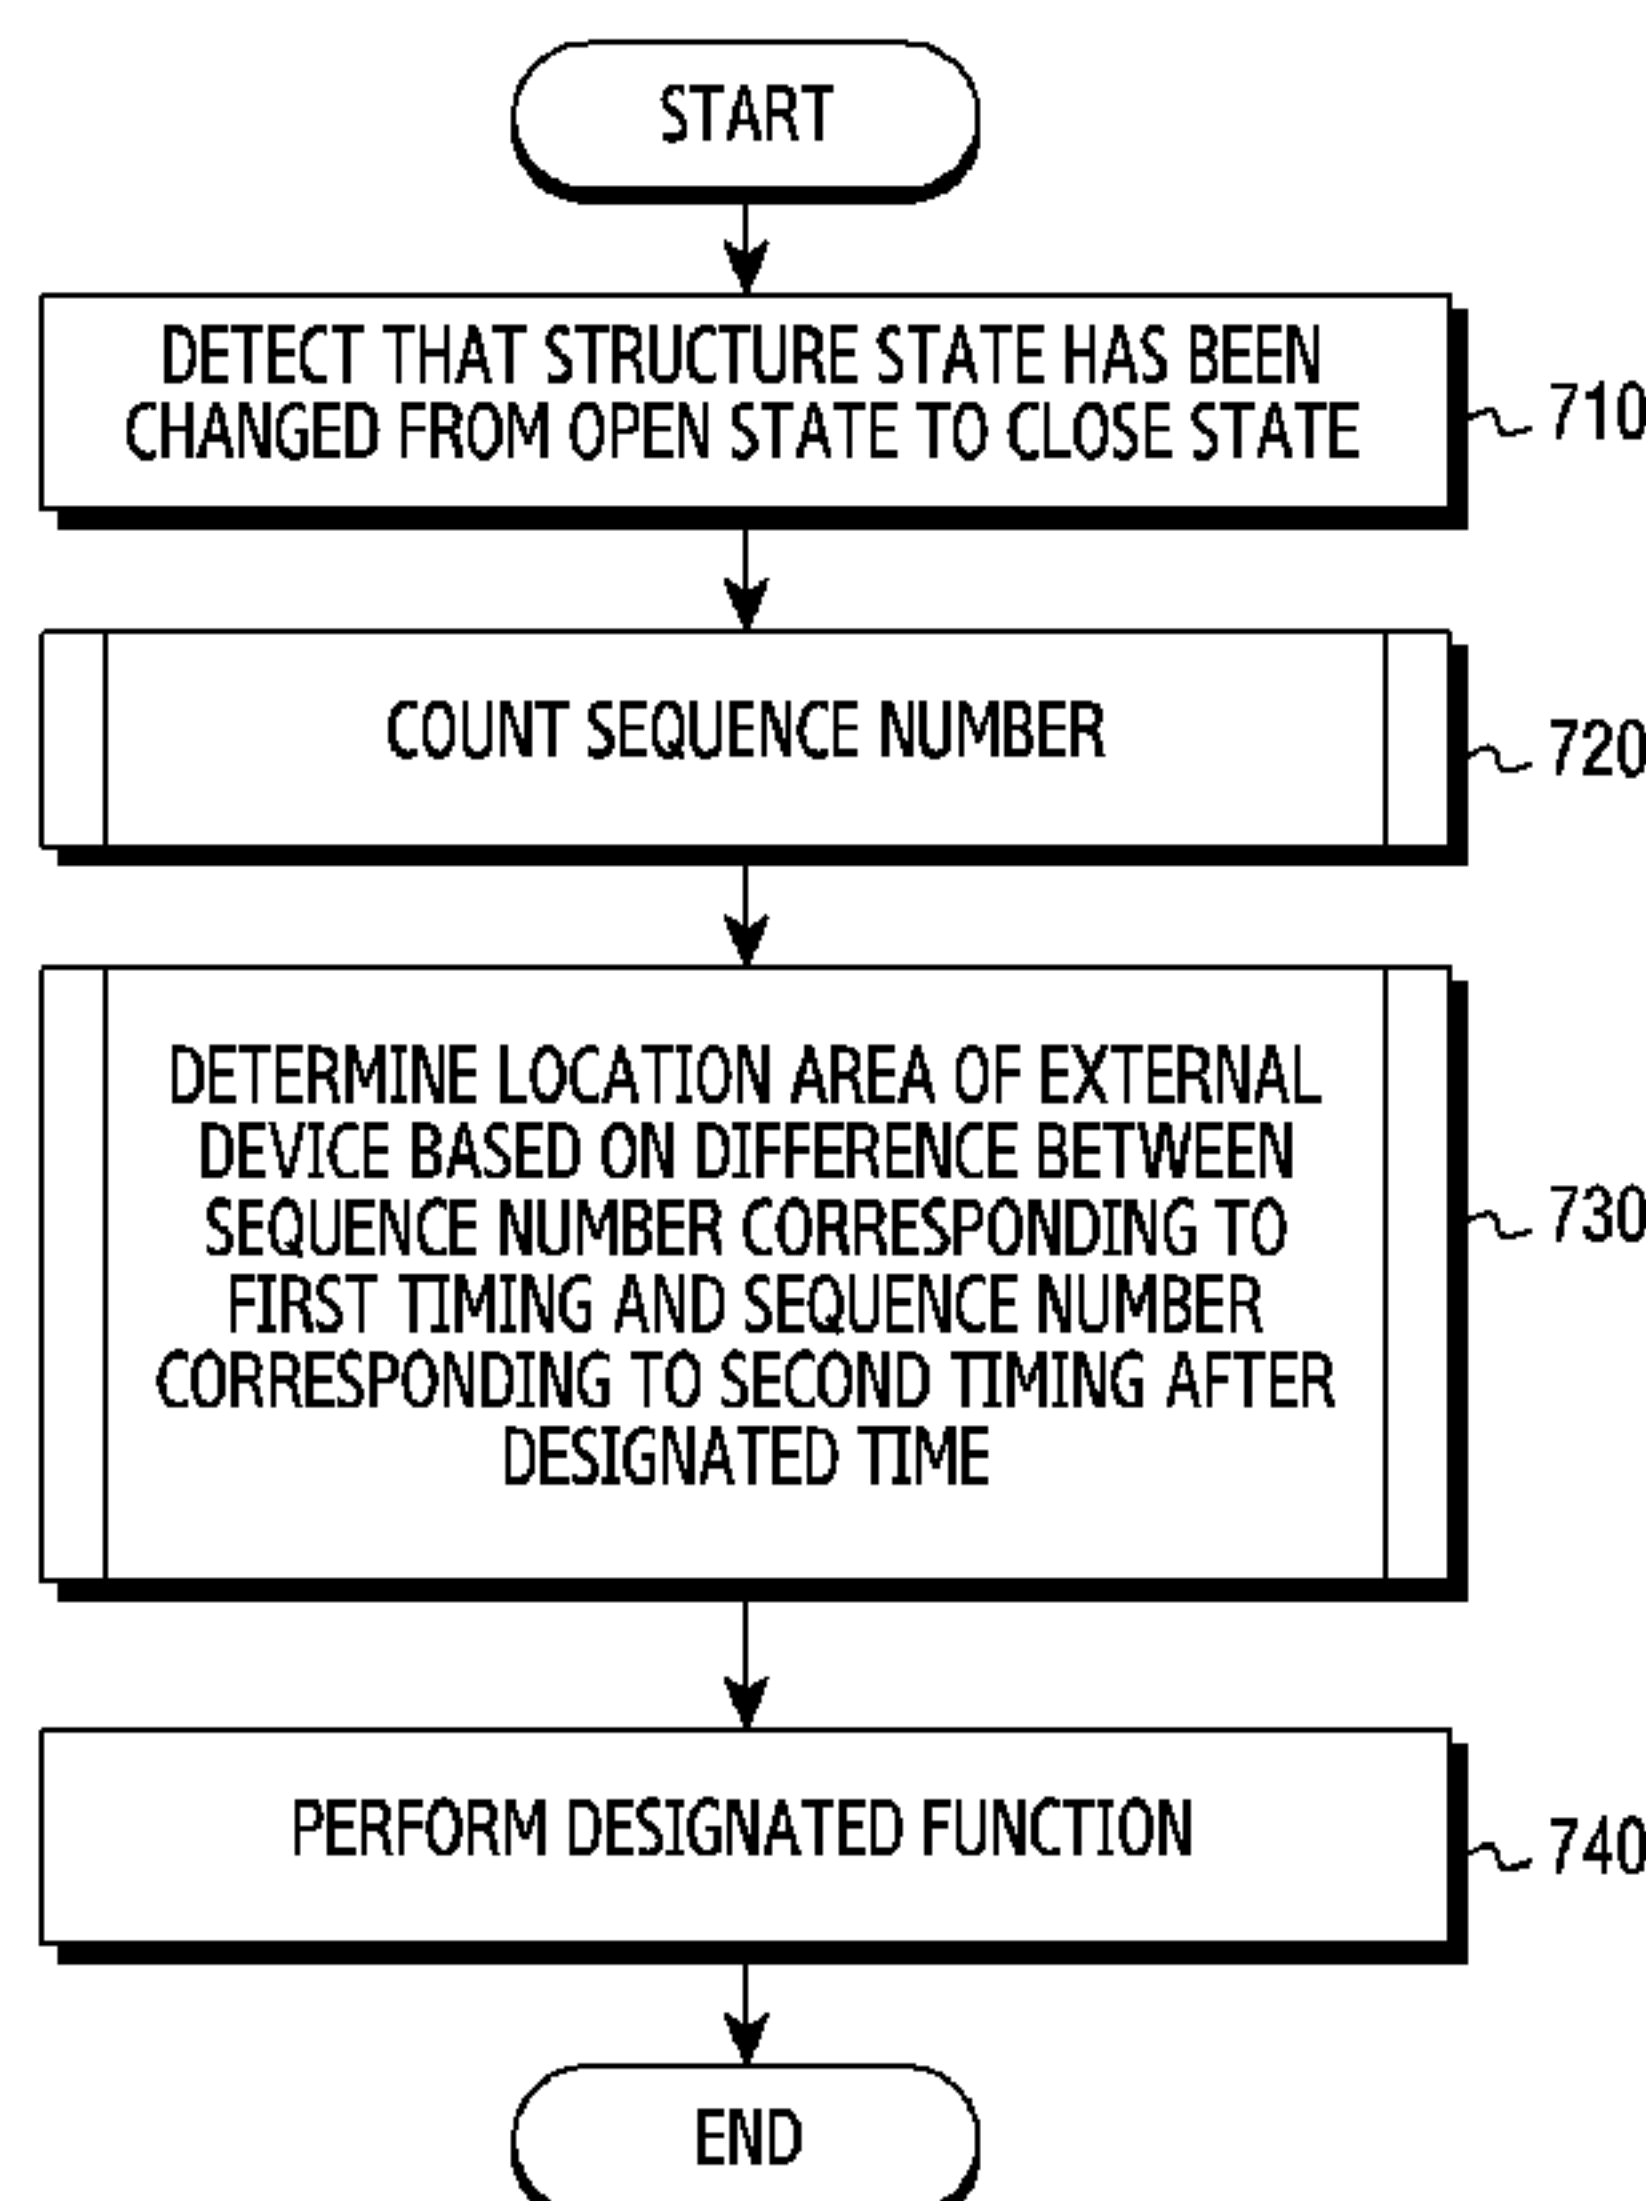 START
DETECT THAT STRUCTURE STATE HAS BEEN
CHANGED FROM OPEN STATE TO CLOSE STATE
710
COUNT SEQUENCE NUMBER
720
DETERMINE LOCATION AREA OF EXTERNAL
DEVICE BASED ON DIFFERENCE BETWEEN
SEQUENCE NUMBER CORRESPONDING TO
FIRST TIMING AND SEQUENCE NUMBER
CORRESPONDING TO SECOND TIMING AFTER
DESIGNATED TIME
730
PERFORM DESIGNATED FUNCTION
740
END